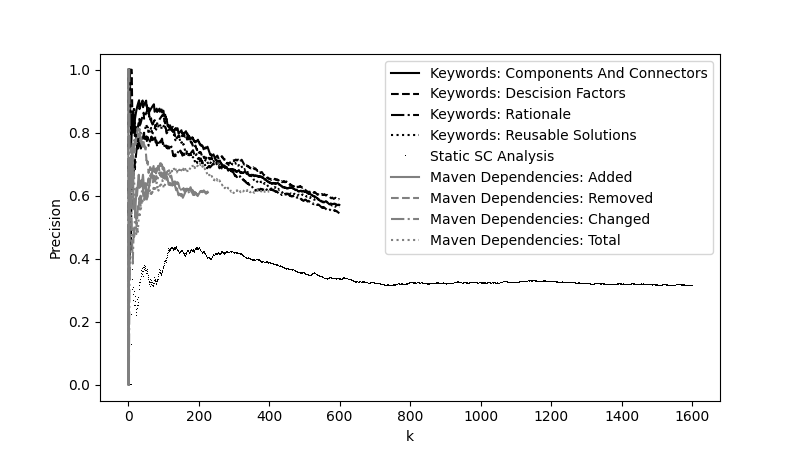 1.0
0.8
0.6
0.4
0.2
0.0
Precision
0
200
400
600
800
1000
1200
1400
1600
k
Keywords: Components And Connectors
Keywords: Descision Factors
Keywords: Rationale
Keywords: Reusable Solutions
Static SC Analysis
Maven Dependencies: Added
Maven Dependencies: Removed
Maven Dependencies: Changed
Maven Dependencies: Total